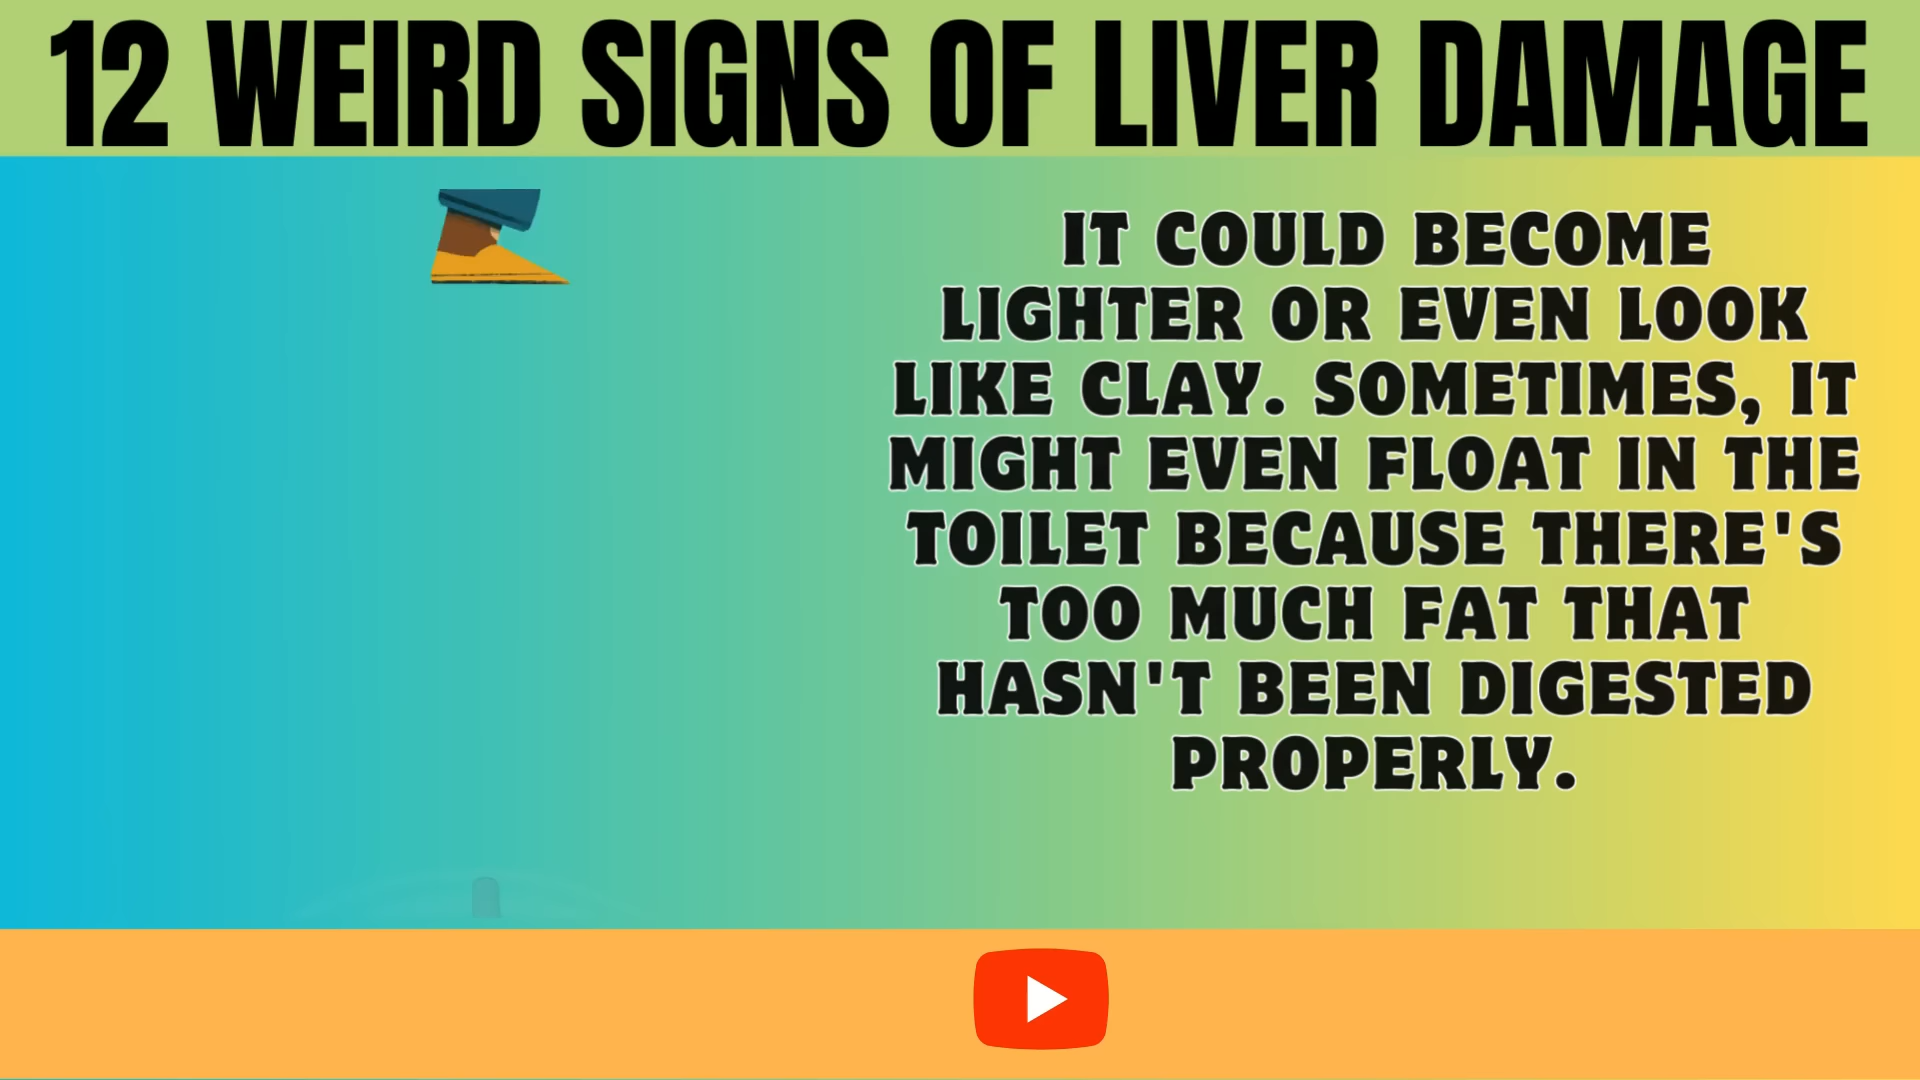 12 WEIRD SIGNS OF LIVER DAMAGE
IT COULD BECOME
LIGHTER OR EVEN LOOK
LIKE CLAY. SOMETIMES, IT
MIGHT EVEN FLOAT IN THE
TOILET BECAUSE THERE'S
TOO MUCH FAT THAT
HASN'T BEEN DIGESTED
PROPERLY.